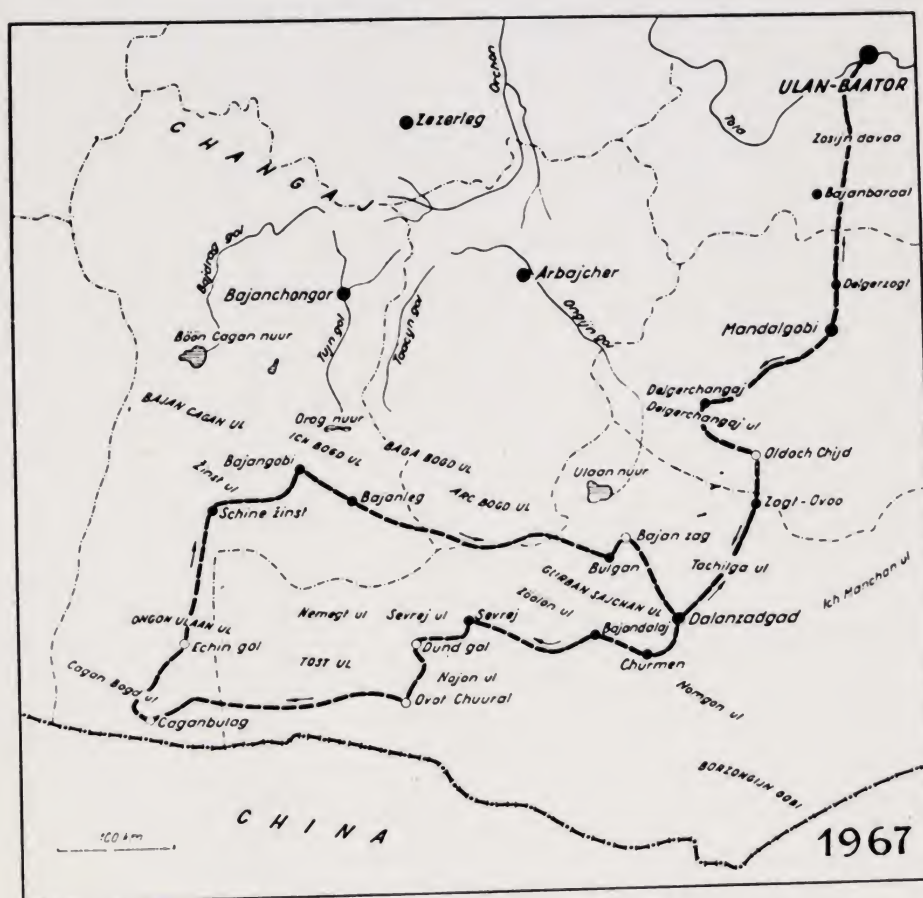 ULAN-BAATOR
Orchon
Tola
Zezerleg
Zosijn davaa
CHANGAJ
Bajanbaraal
Bajdrag gol
Arbajcher
Delgerzogt
Bajanchongor
Tujn gol
Taacyn gol
Ongijn gol
Mandalgobi
Böön Cagan nuur
Delgerchangaj
Delgerchangaj ul
BAJAN CAGAN UL
Orog nuur
ICH BOGD UL
BAGA BOGD UL
Oldoch Chijd
Bajangobi
Ulaan nuur
Žinst ul
Bajanleg
ARC BOGD UL
Zogt-Ovoo
Schine žinst
Bajan zag
Bulgan
Tachilga ul
GURBAN SAJCHAN UL
Zöölön ul
Ich Manchan ul
ONGON ULAAN UL
Nemegt ul
Sevrej ul
Sevrej
Dalanzadgad
Bajandalaj
Echin gol
Dund gol
Churmen
TOST UL
Nojon ul
Cagan Bogd ul
Ovot Chuural
Nomgon ul
Caganbulag
BORZONGIJN GOBI
CHINA
100 km
1967